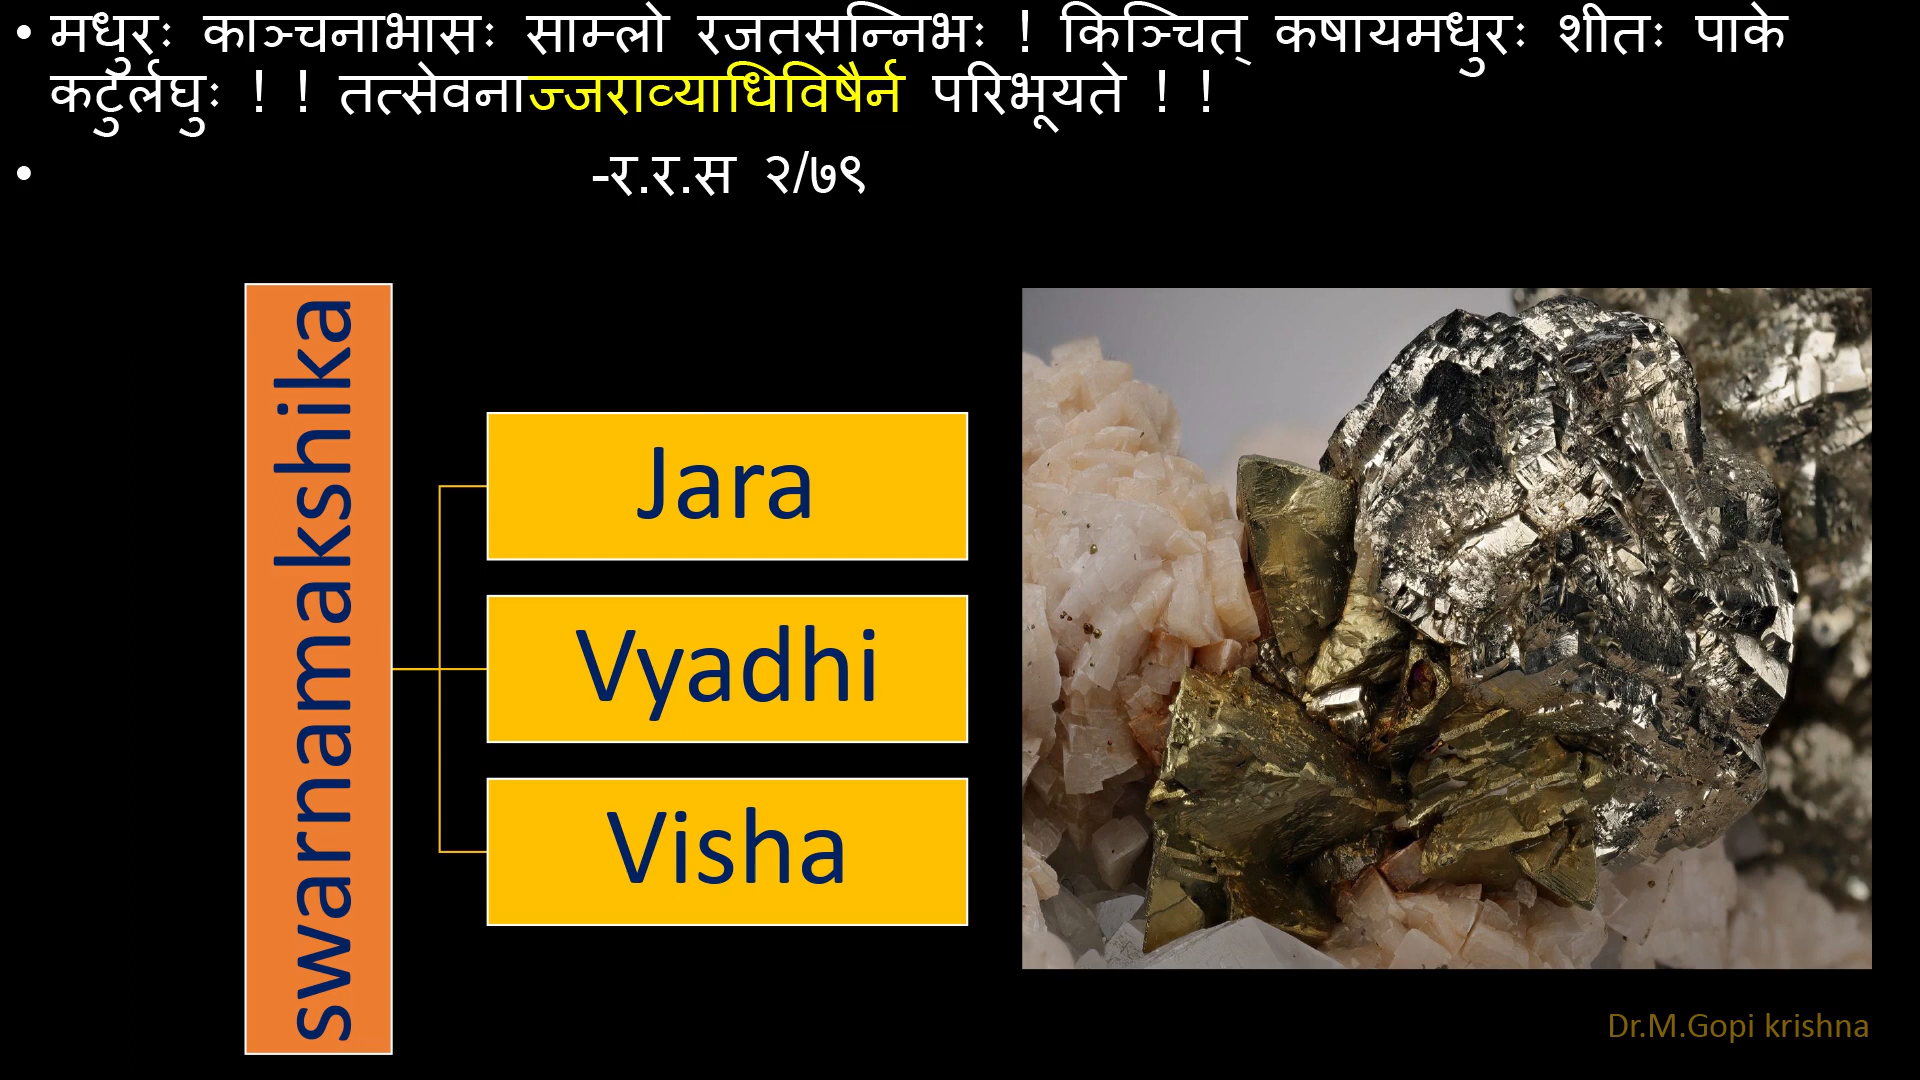 • मधुरः काञ्चनाभासः साम्लो रजतसन्निभः ! किञ्चित् कषायमधुरः शीतः पाके
कटुर्लघुः ! ! तत्सेवनाज्जराव्याधिविषैर्न परिभूयते ! !
• -र.र.स २/७९
swarnamakshika
Jara
Vyadhi
Visha
Dr.M.Gopi krishna